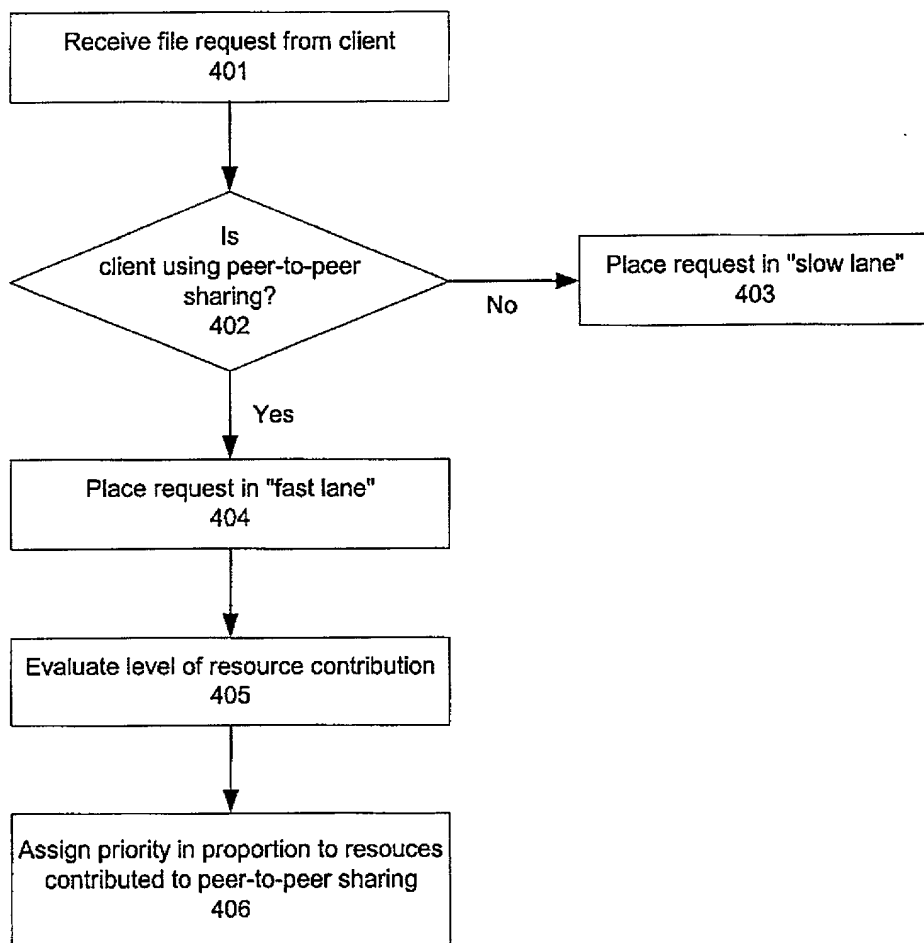 Receive file request from client
401
Is
client using peer-to-peer
sharing?
402
No
Place request in "slow lane"
403
Yes
Place request in "fast lane"
404
Evaluate level of resource contribution
405
Assign priority in proportion to resouces
contributed to peer-to-peer sharing
406